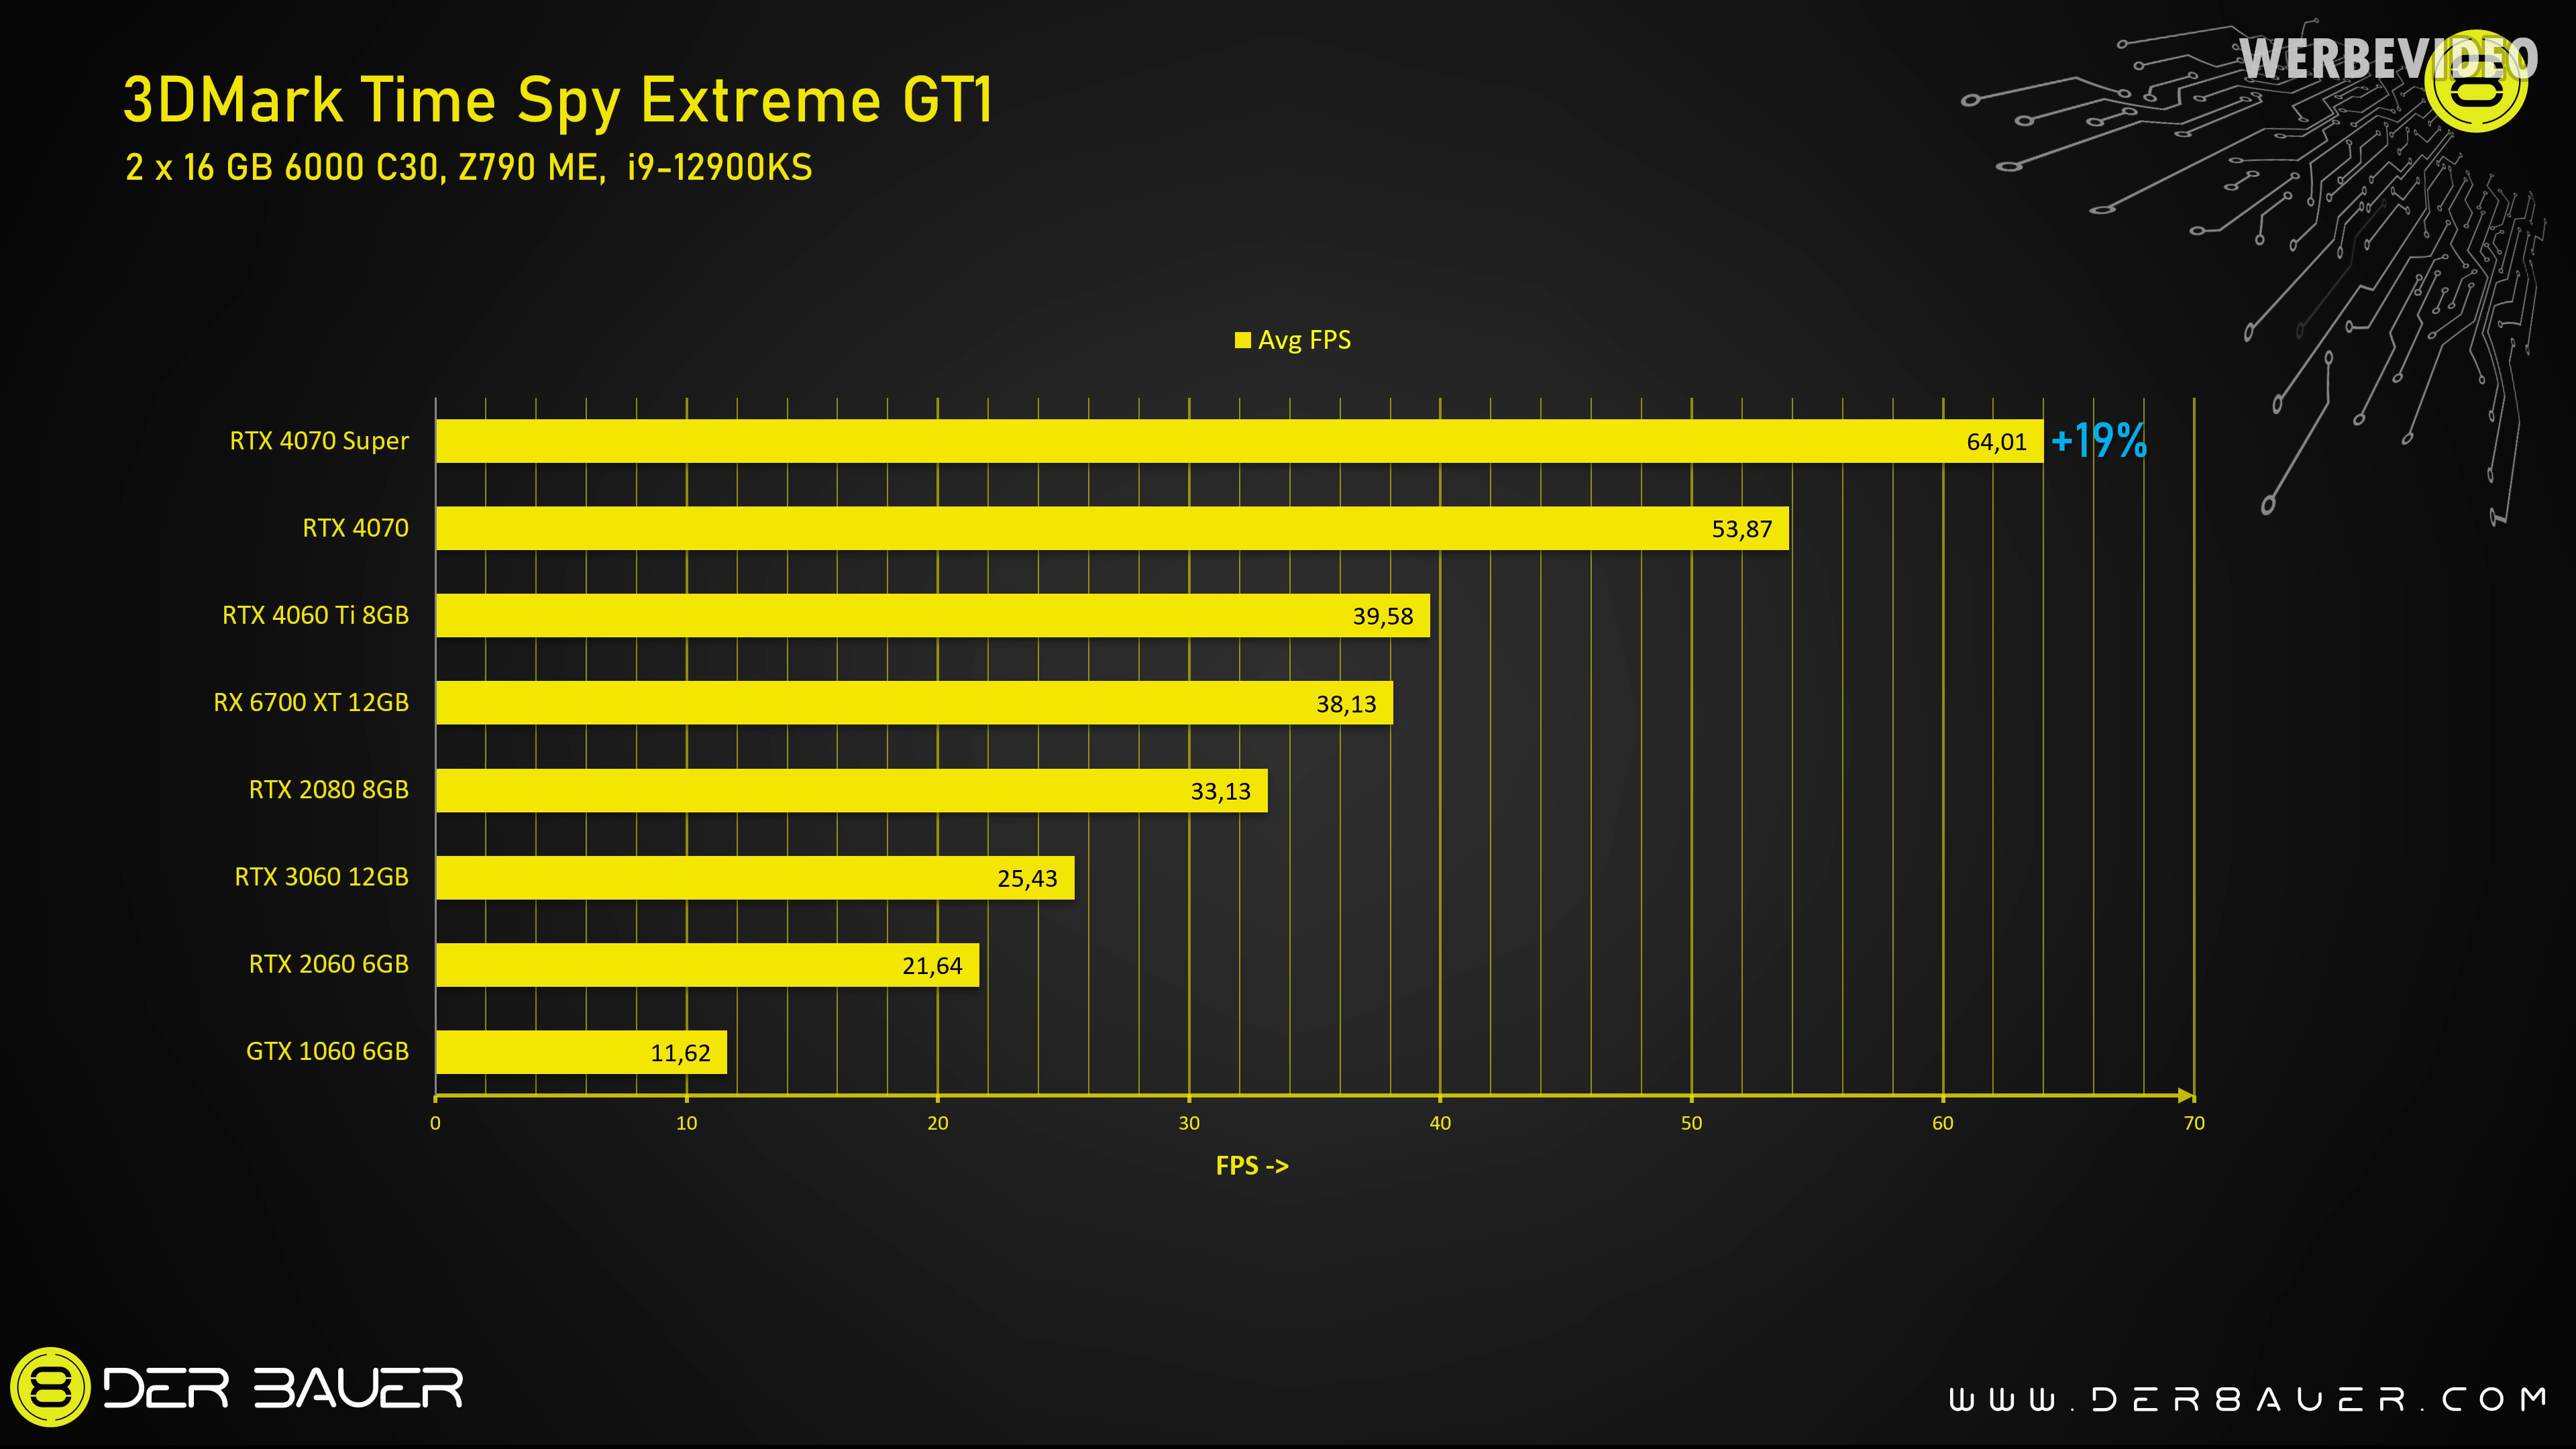 WERBEVIDEO
3DMark Time Spy Extreme GT1
2 x 16 GB 6000 C30, Z790 ME, i9-12900KS
Avg FPS
RTX 4070 Super 64,01 +19%
RTX 4070 53,87
RTX 4060 Ti 8GB 39,58
RX 6700 XT 12GB 38,13
RTX 2080 8GB 33,13
RTX 3060 12GB 25,43
RTX 2060 6GB 21,64
GTX 1060 6GB 11,62
0 10 20 30 40 50 60 70
FPS ->
DER 8AUER
WWW.DER8AUER.COM